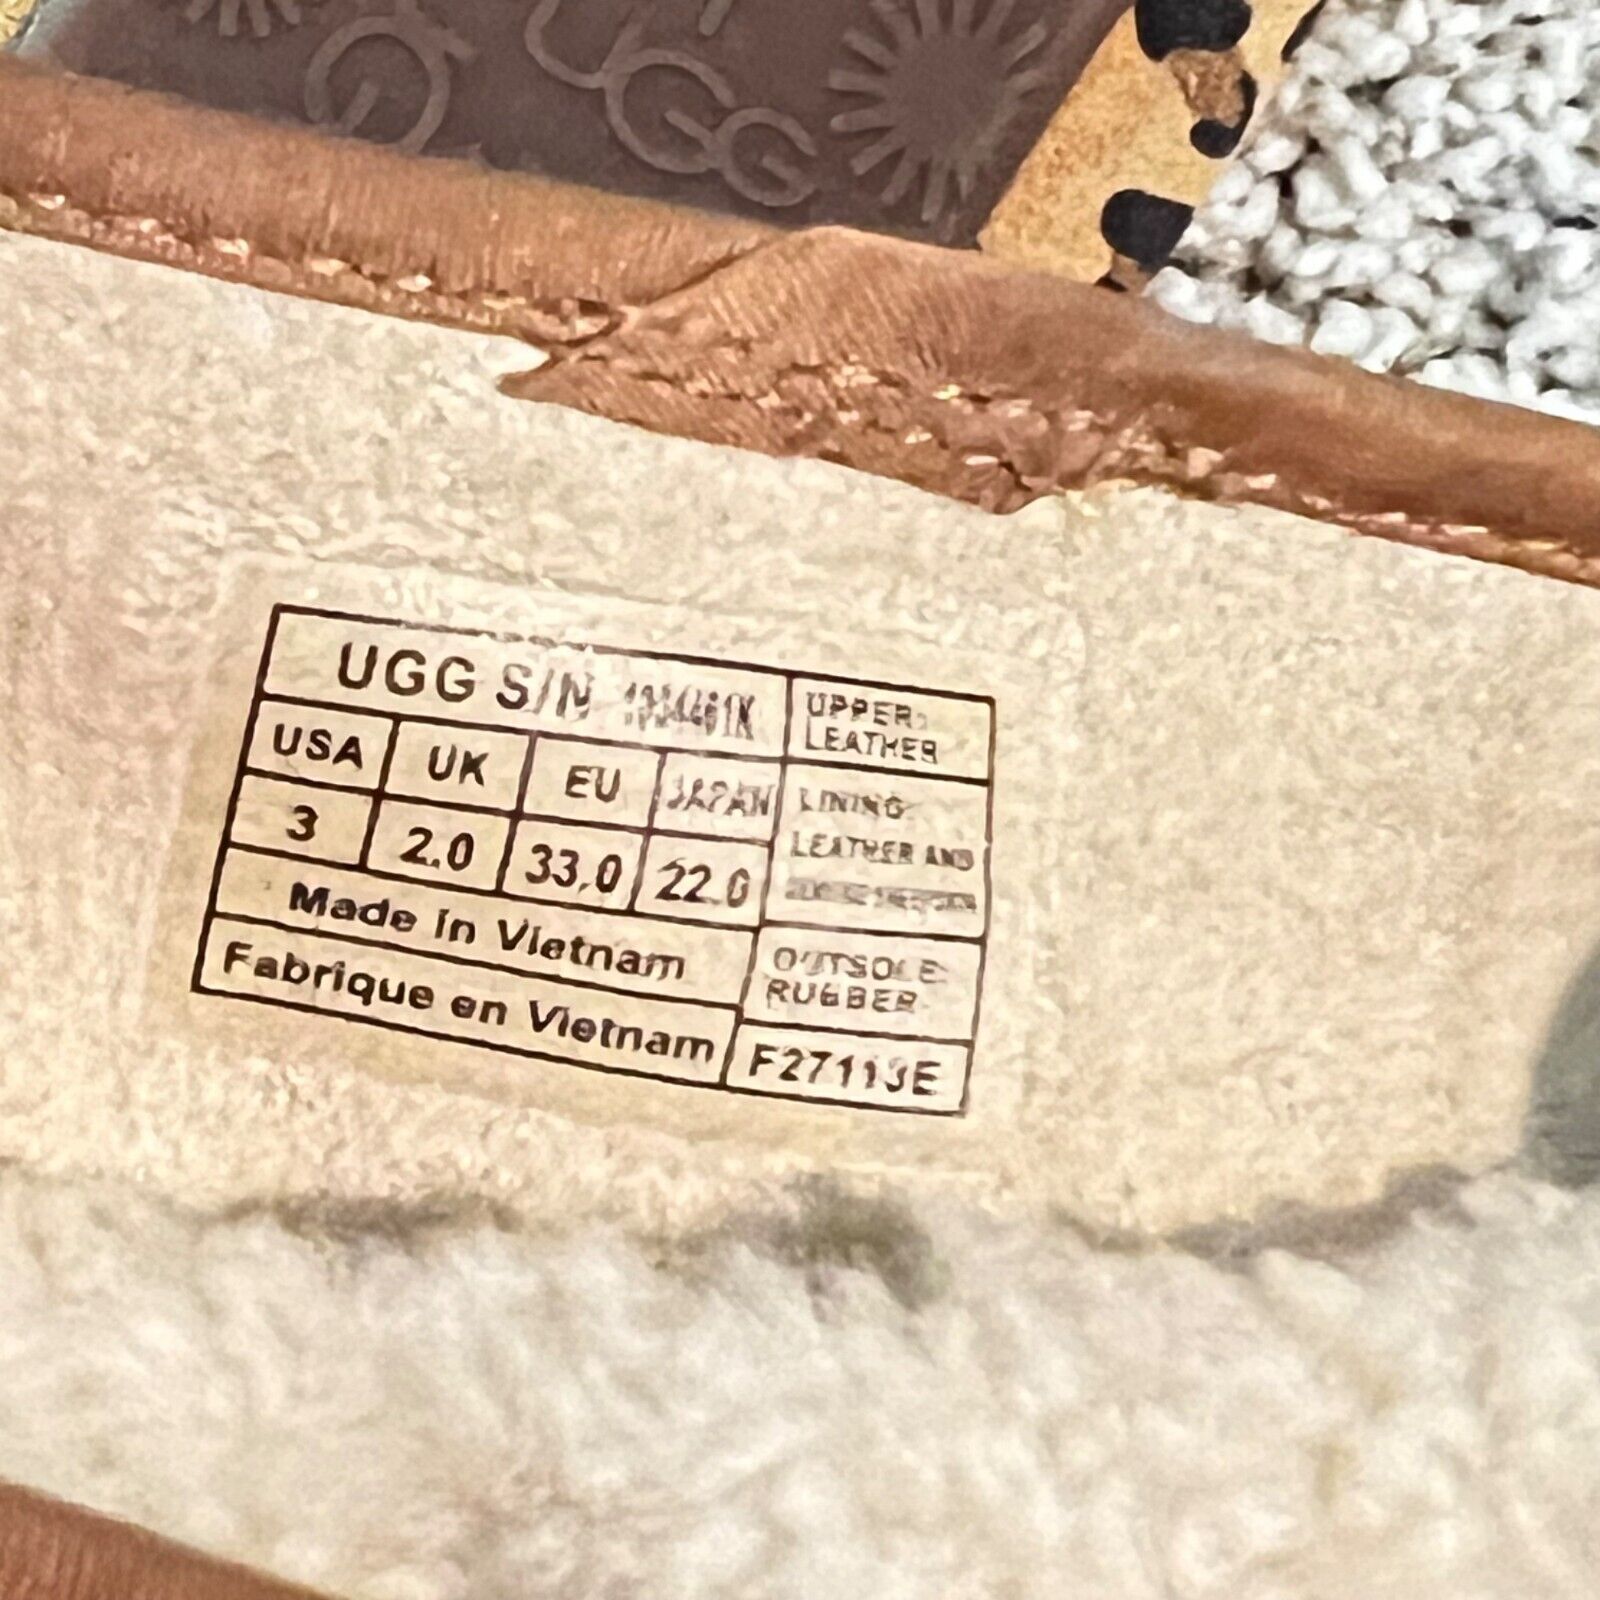 UGG
UGG S/N
UPPER:
LEATHER
USA UK EU JAPAN
3 2.0 33.0 22.0
LINING:
LEATHER AND
Made in Vietnam
Fabrique en Vietnam
OUTSOLE:
RUBBER
F27113E